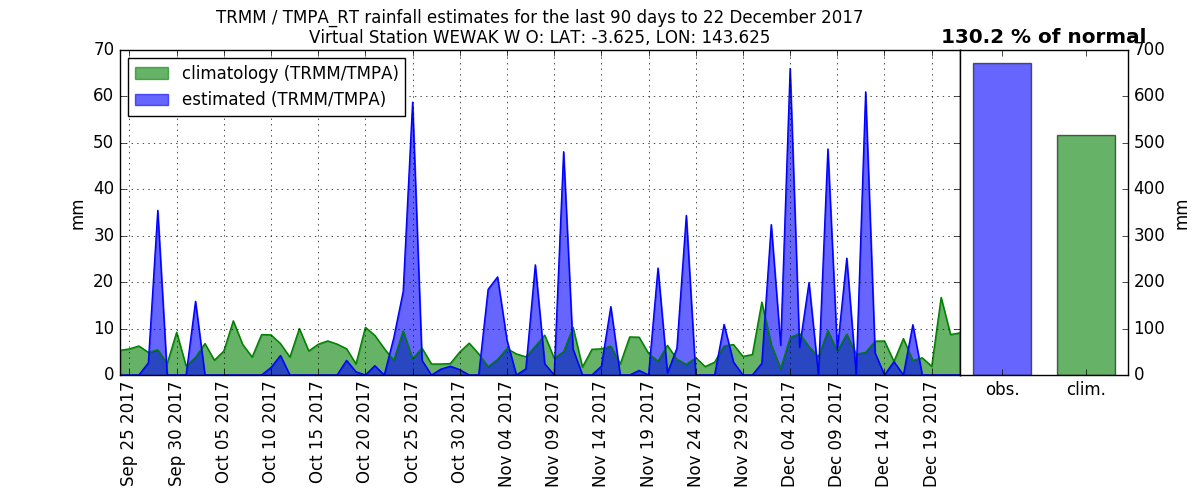 TRMM / TMPA_RT rainfall estimates for the last 90 days to 22 December 2017
Virtual Station WEWAK W O: LAT: -3.625, LON: 143.625
130.2 % of normal
climatology (TRMM/TMPA)
estimated (TRMM/TMPA)
70
60
50
40
30
20
10
0
mm
Sep 25 2017
Sep 30 2017
Oct 05 2017
Oct 10 2017
Oct 15 2017
Oct 20 2017
Oct 25 2017
Oct 30 2017
Nov 04 2017
Nov 09 2017
Nov 14 2017
Nov 19 2017
Nov 24 2017
Nov 29 2017
Dec 04 2017
Dec 09 2017
Dec 14 2017
Dec 19 2017
obs.
clim.
700
600
500
400
300
200
100
0
mm